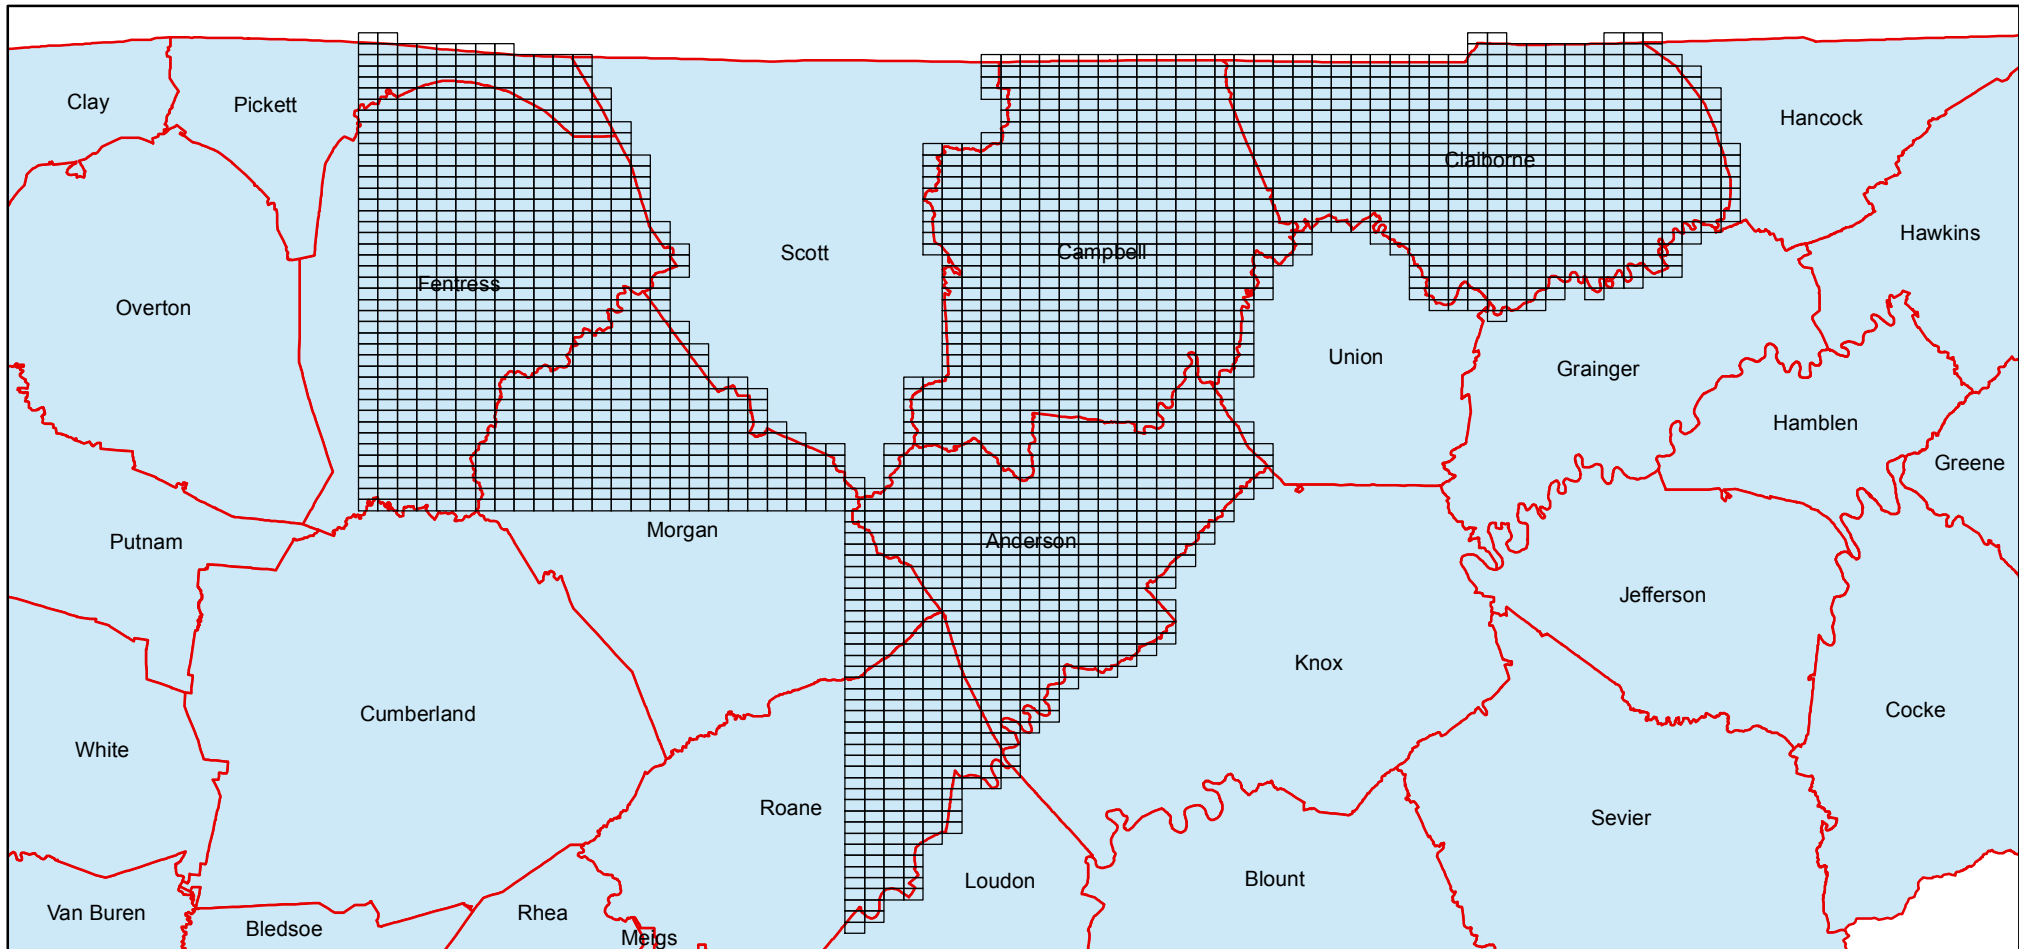 Clay
Pickett
Hancock
Claiborne
Hawkins
Scott
Campbell
Fentress
Overton
Union
Grainger
Hamblen
Greene
Morgan
Putnam
Anderson
Jefferson
Knox
Cumberland
Cocke
White
Roane
Sevier
Loudon
Blount
Van Buren
Rhea
Bledsoe
Meigs